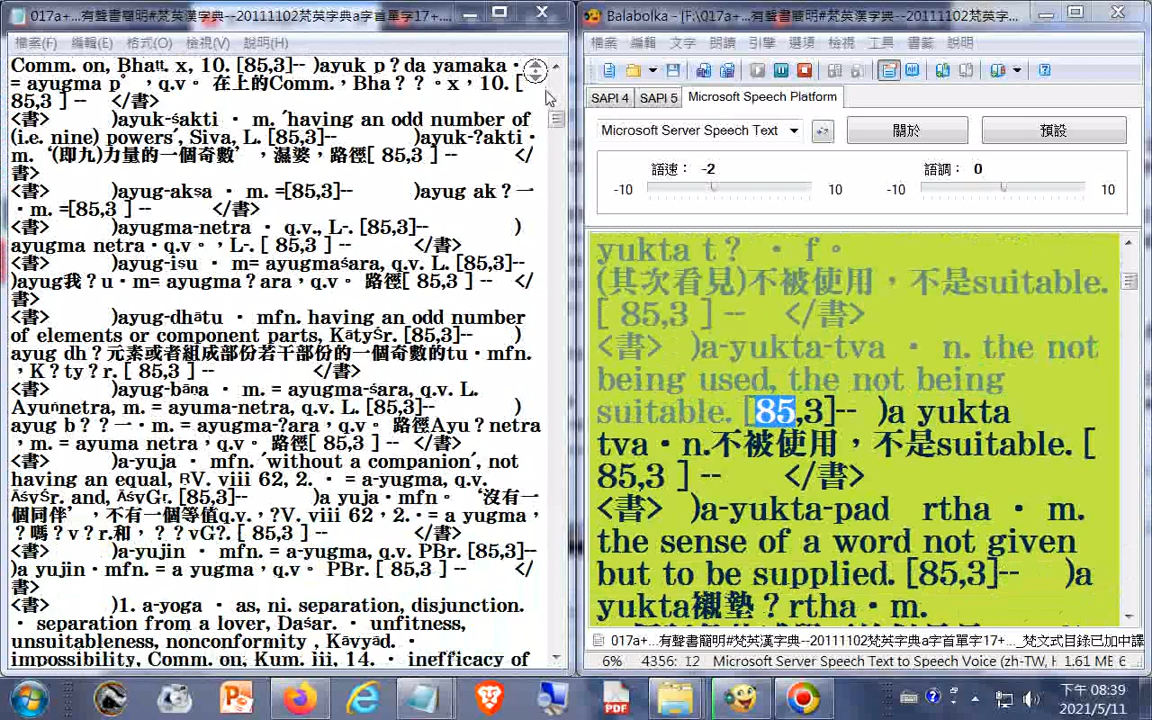 017a+...有聲書簡明#梵英漢字典--20111102梵英字典a字首單字17+...
檔案(F) 編輯(E) 格式(O) 檢視(V) 說明(H)
Comm. on, Bhaṭṭ. x, 10. [85,3]-- )ayuk p?da yamaka‧
= ayugma p°，q.v. 在上的Comm.，Bha??。x，10. [
85,3 ] -- </書>
<書> )ayuk-śakti ‧ m. 'having an odd number of
(i.e. nine) powers', Siva, L. [85,3]-- )ayuk-?akti‧
m.‘(即九)力量的一個奇數’，濕婆，路徑[ 85,3 ] -- </
書>
<書> )ayug-akṣa ‧ m. =[85,3]-- )ayug ak？一
‧m. =[85,3 ] -- </書>
<書> )ayugma-netra ‧ q.v., L-. [85,3]-- )
ayugma netra‧q.v。，L-. [ 85,3 ] -- </書>
<書> )ayug-iṣu ‧ m= ayugmaśara, q.v. L. [85,3]--
)ayug我？u‧m= ayugma？ara，q.v。路徑[ 85,3 ] -- </
書>
<書> )ayug-dhātu ‧ mfn. having an odd number
of elements or component parts, KātyŚr. [85,3]-- )
ayug dh？元素或者組成部份若干部份的一個奇數的tu‧mfn.
，K？ty？r. [ 85,3 ] -- </書>
<書> )ayug-bāṇa ‧ m. = ayugma-śara, q.v. L.
Ayuṅnetra, m. = ayuma-netra, q.v. L. [85,3]-- )
ayug b？？一‧m. = ayugma-？ara，q.v. 路徑Ayu？netra
，m. = ayuma netra，q.v. 路徑[ 85,3 ] -- </書>
<書> )a-yuja ‧ mfn. 'without a companion', not
having an equal, ṚV. viii 62, 2. ‧ = a-yugma, q.v.
ĀśvŚr. and, ĀśvGṛ. [85,3]-- )a yuja‧mfn。‘沒有一
個同伴’，不有一個等值q.v.，?V. viii 62，2.‧= a yugma，
？嗎？v？r.和，？？vG?. [ 85,3 ] -- </書>
<書> )a-yujin ‧ mfn. = a-yugma, q.v. PBr. [85,3]--
)a yujin‧mfn. = a yugma，q.v。 PBr. [ 85,3 ] -- </
書>
<書> )1. a-yoga ‧ as, ni. separation, disjunction.
‧ separation from a lover, Daśar. ‧ unfitness,
unsuitableness, nonconformity , Kāvyād. ‧
impossibility, Comm. on, Kum. iii, 14. ‧ inefficacy of
Balabolka - [F:\017a+...有聲書簡明#梵英漢字典--20111102梵英字...
檔案 編輯 文字 朗讀 引擎 選項 檢視 工具 書籤 說明
SAPI 4 SAPI 5 Microsoft Speech Platform
Microsoft Server Speech Text 關於 預設
語速： -2 語調： 0
-10 10 -10 10
yukta t？ ‧ f。
(其次看見)不被使用，不是suitable.
[ 85,3 ] -- </書>
<書> )a-yukta-tva ‧ n. the not
being used, the not being
suitable. [85,3]-- )a yukta
tva‧n.不被使用，不是suitable. [
85,3 ] -- </書>
<書> )a-yukta-pad rtha ‧ m.
the sense of a word not given
but to be supplied. [85,3]-- )a
yukta襯墊？rtha‧m.
017a+...有聲書簡明#梵英漢字典--20111102梵英字典a字首單字17+..._梵文式目錄已加中譯
6% 4356: 12 Microsoft Server Speech Text to Speech Voice (zh-TW, H 1.61 MB 6
PDF
下午 08:39
2021/5/11